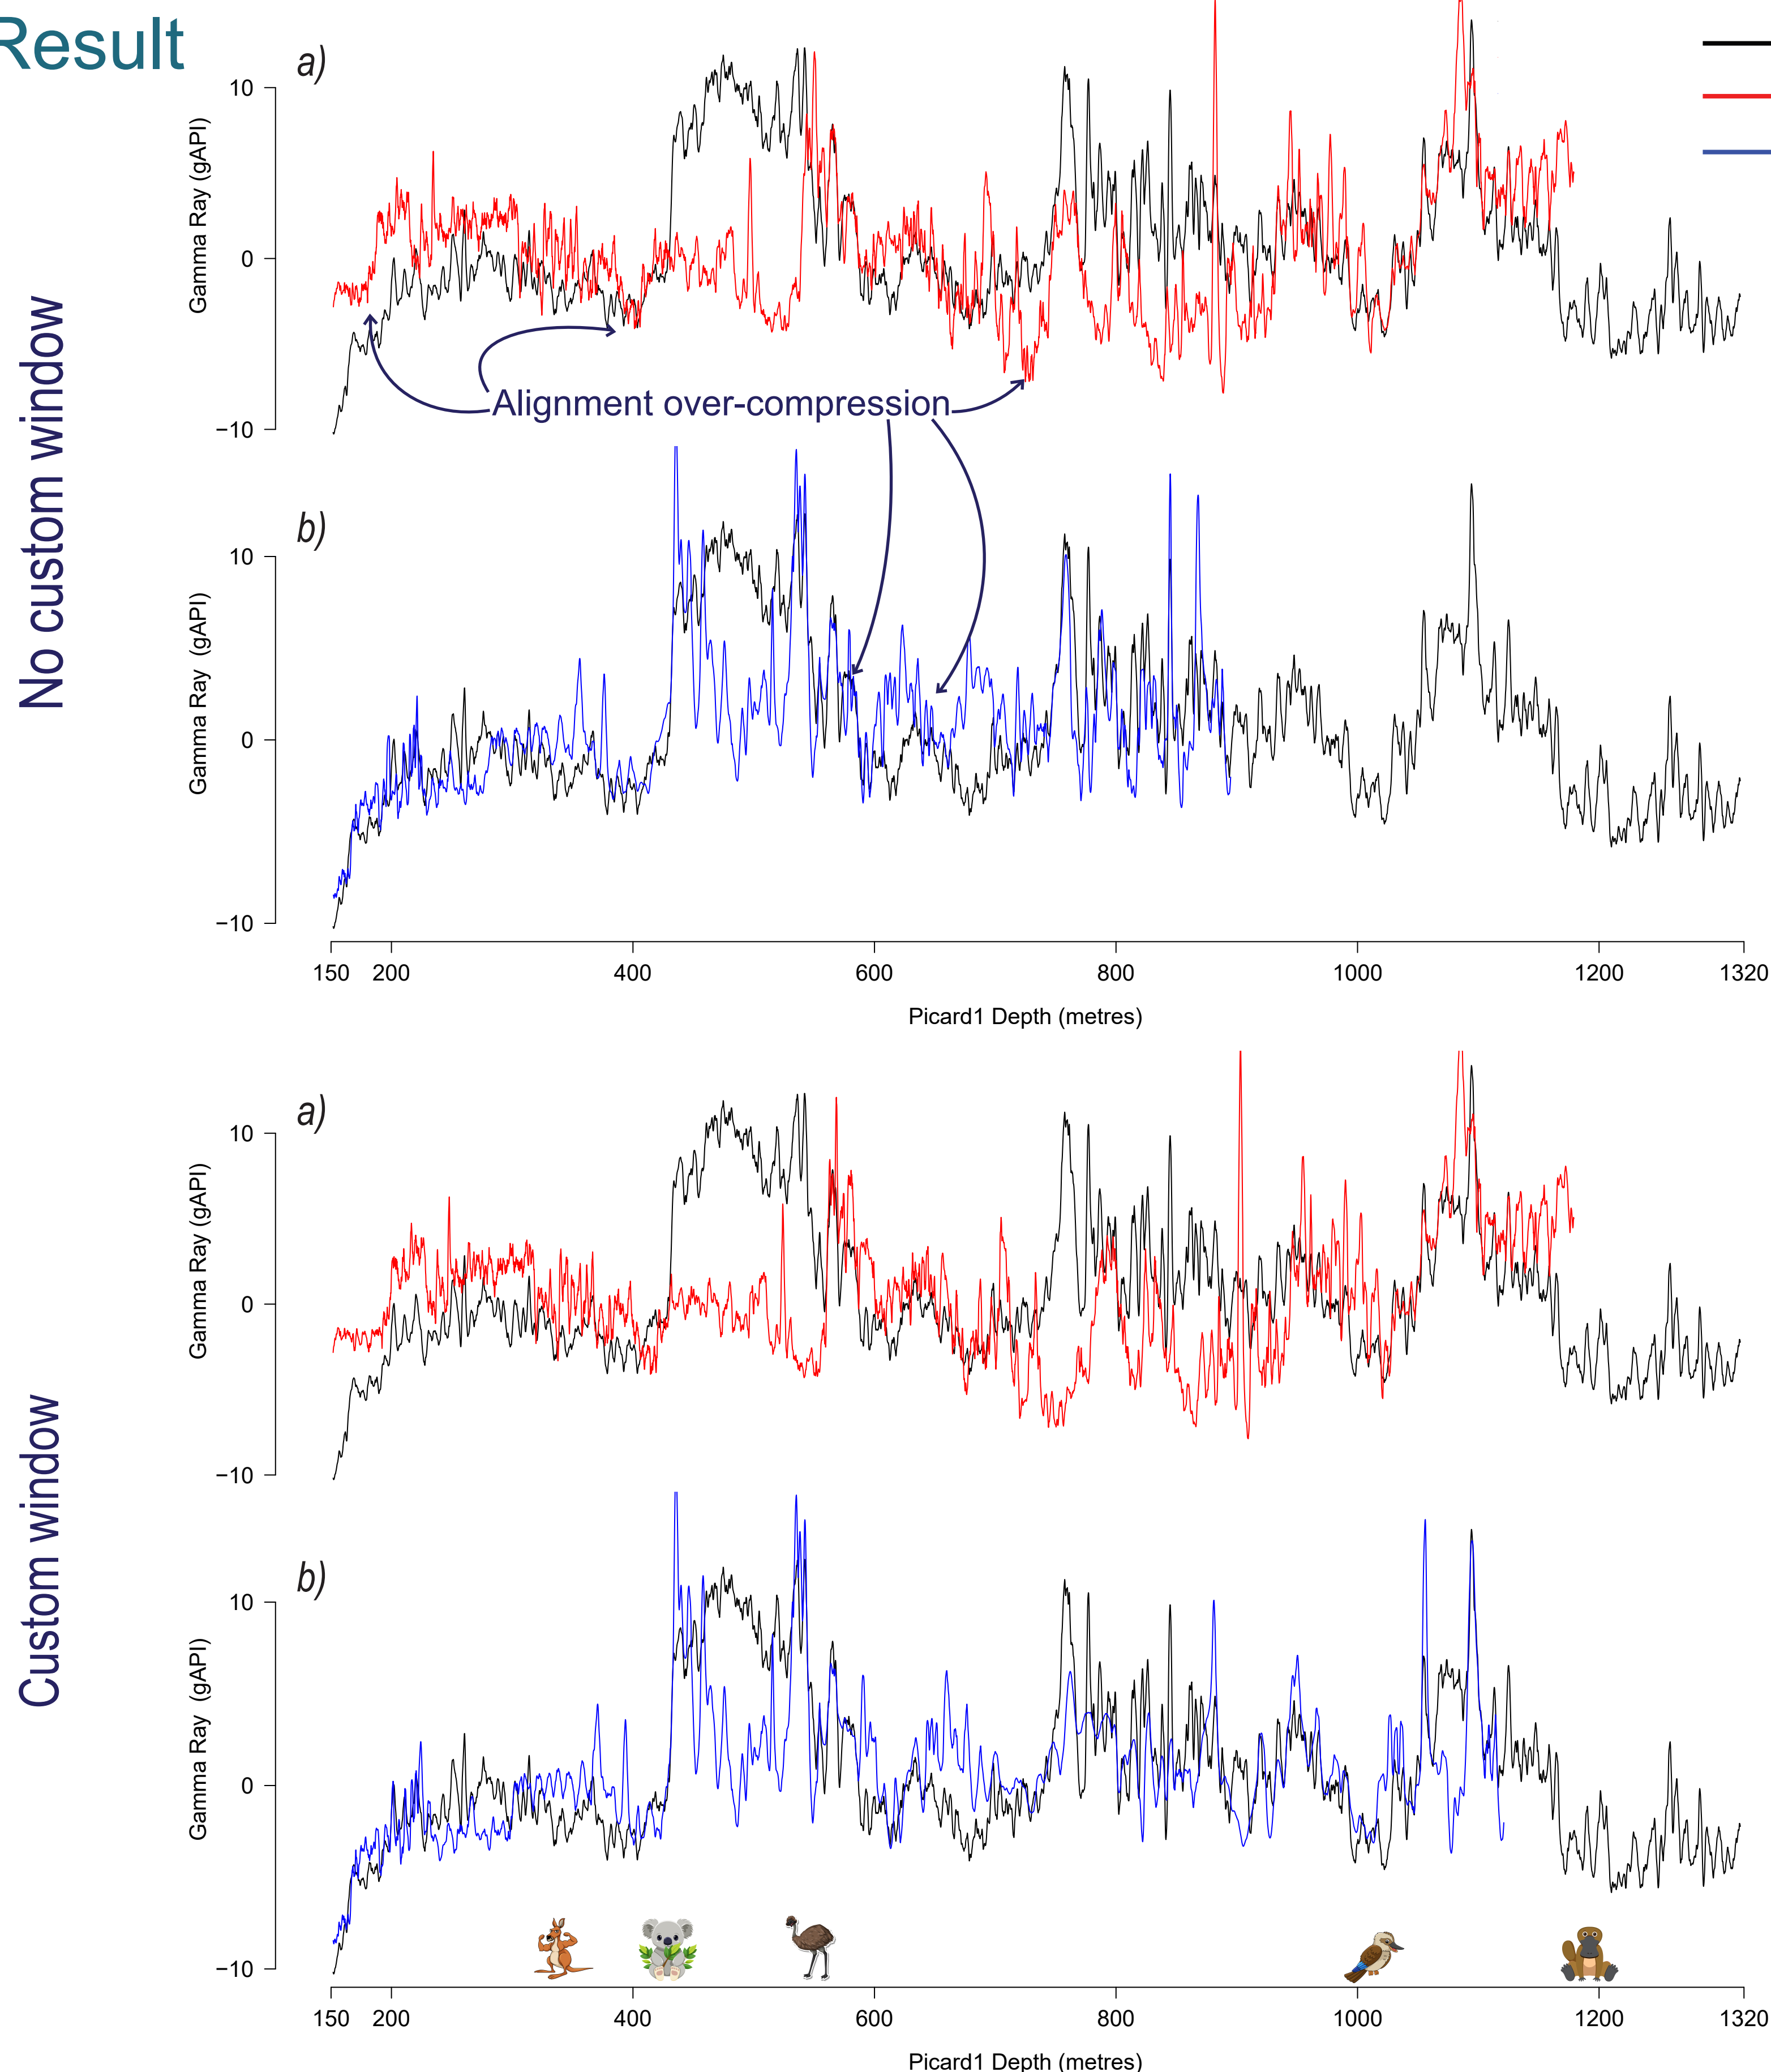 Result
a)
10
0
−10
Gamma Ray (gAPI)
Alignment over-compression
No custom window
b)
10
0
−10
Gamma Ray (gAPI)
150 200 400 600 800 1000 1200 1320
Picard1 Depth (metres)
a)
10
0
−10
Gamma Ray (gAPI)
Custom window
b)
10
0
−10
Gamma Ray (gAPI)
150 200 400 600 800 1000 1200 1320
Picard1 Depth (metres)